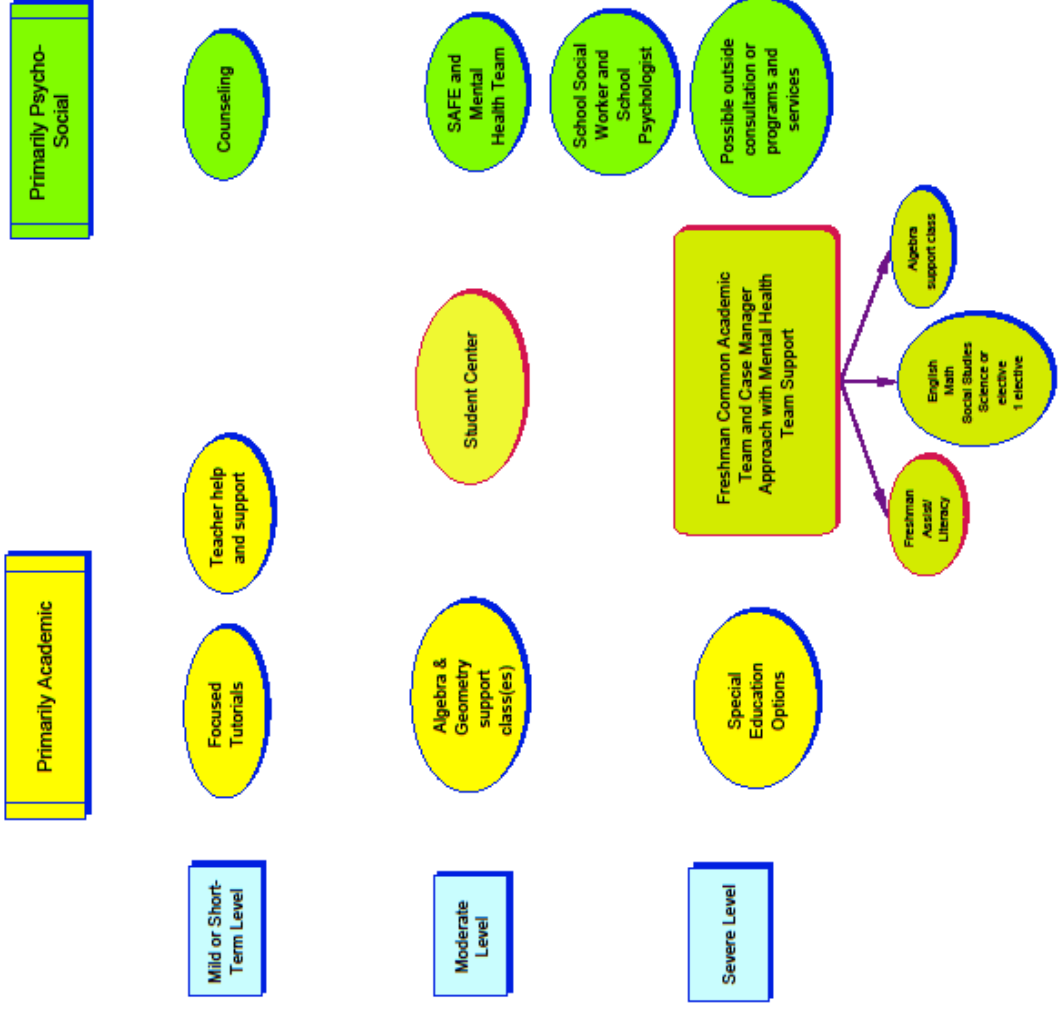 Primarily Academic
Primarily Psycho-
Social
Mild or Short-
Term Level
Focused
Tutorials
Teacher help
and support
Counseling
Moderate
Level
Algebra &
Geometry
support
class(es)
Student Center
SAFE and
Mental
Health Team
School Social
Worker and
School
Psychologist
Severe Level
Special
Education
Options
Freshman Common Academic
Team and Case Manager
Approach with Mental Health
Team Support
Possible outside
consultation or
programs and
services
Freshman
Assist/
Literacy
English
Math
Social Studies
Science or
elective
1 elective
Algebra
support class